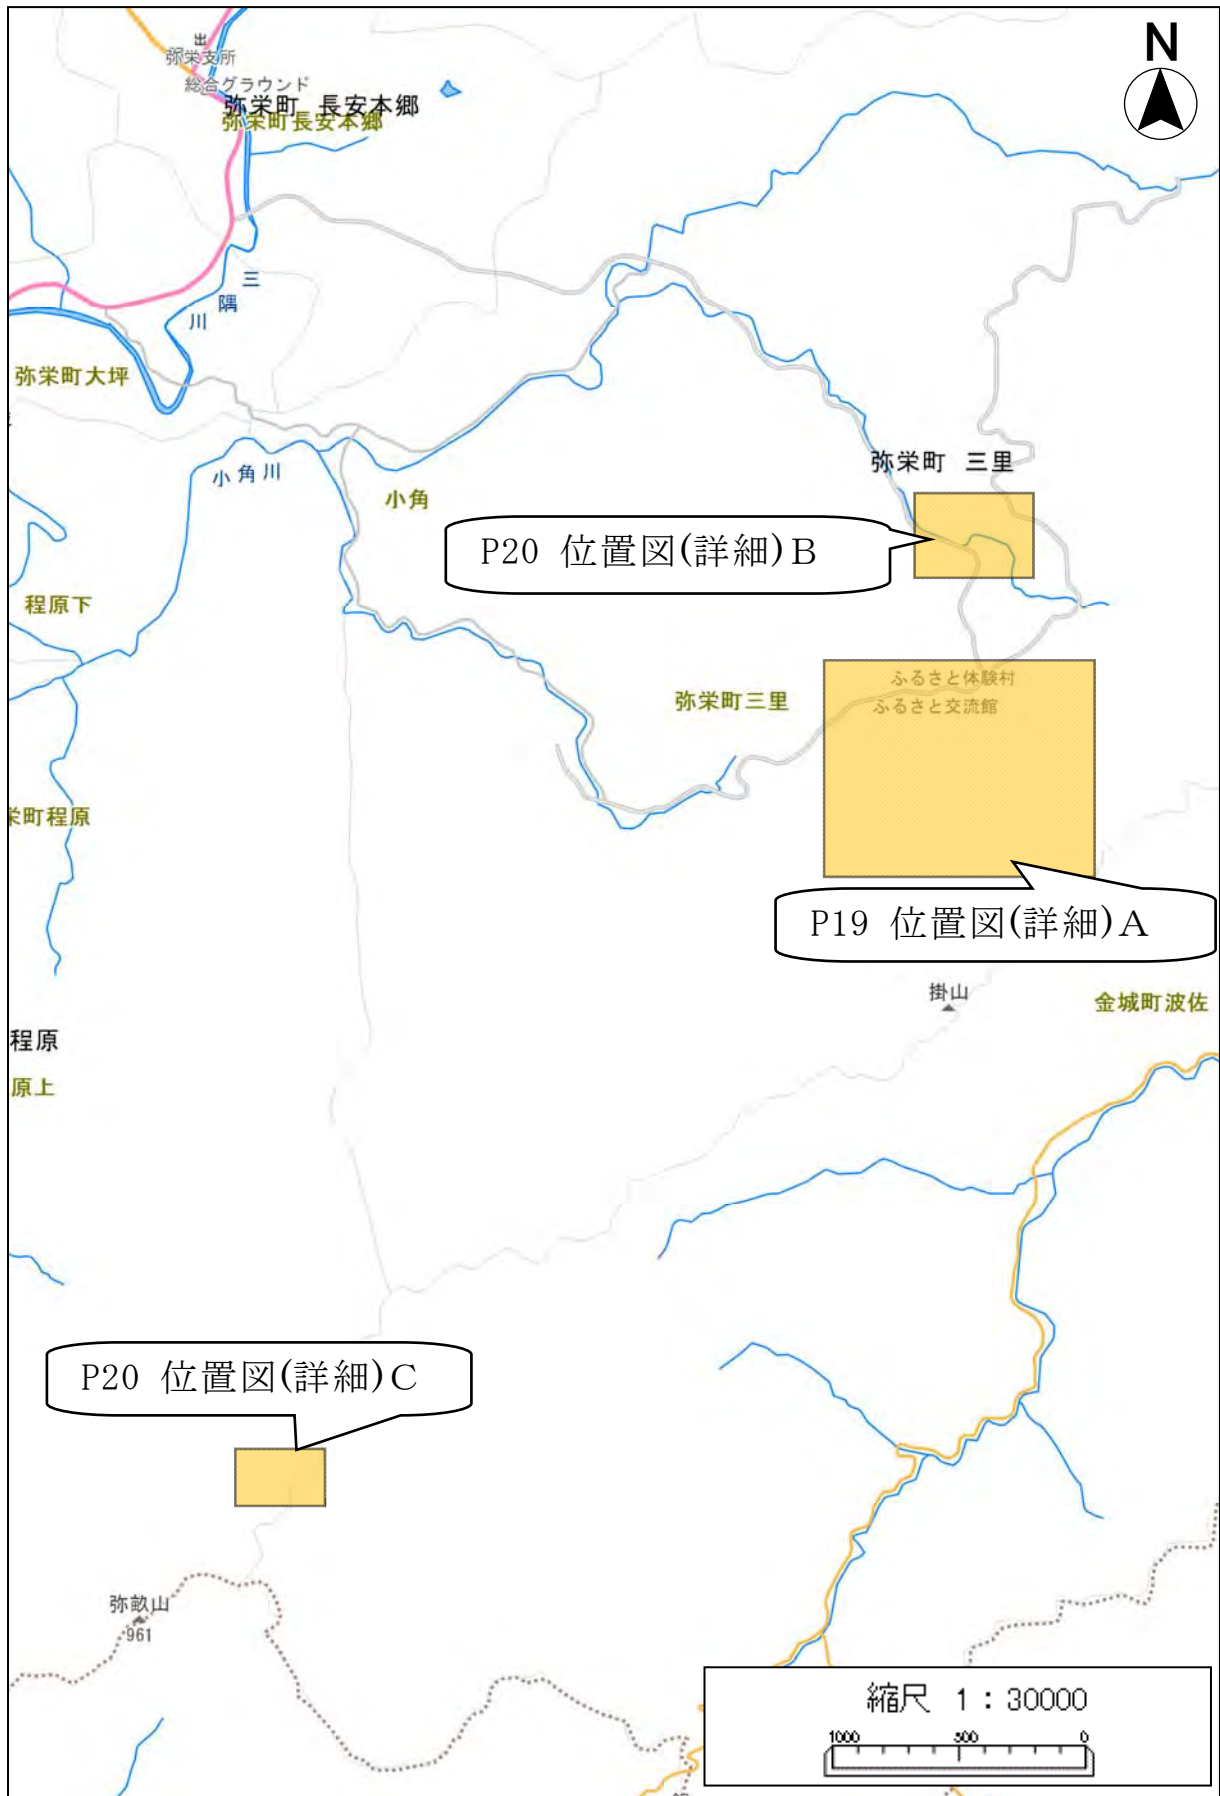 出
弥栄支所
総合グラウンド
弥栄町 長安本郷
弥栄町長安本郷
N
三隅川
弥栄町大坪
小角川
小角
弥栄町 三里
P20 位置図(詳細)B
程原下
ふるさと体験村
ふるさと交流館
弥栄町三里
栄町程原
P19 位置図(詳細)A
掛山
金城町波佐
程原
原上
P20 位置図(詳細)C
弥畝山
961
縮尺 1:30000
1000 500 0